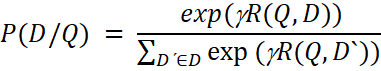 P(D/Q) = exp(γR(Q, D)) / ∑D ́∈D exp (γR(Q, D`))